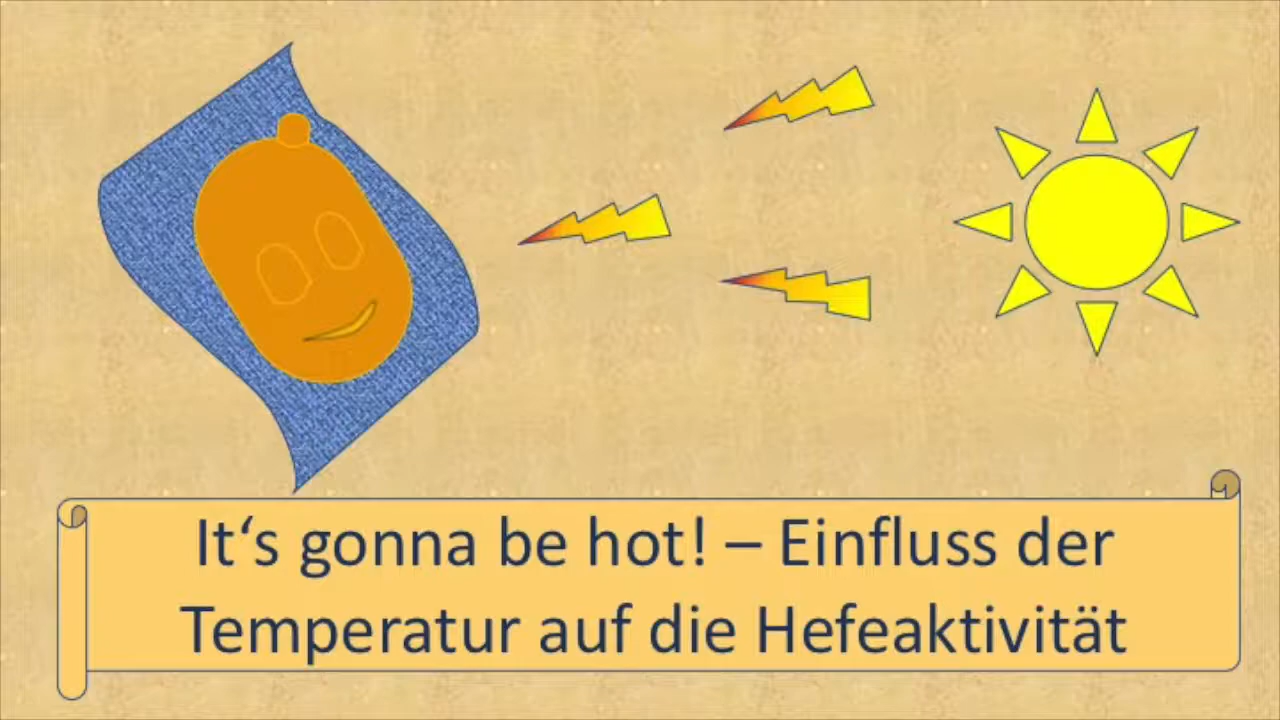 It‘s gonna be hot! – Einfluss der
Temperatur auf die Hefeaktivität